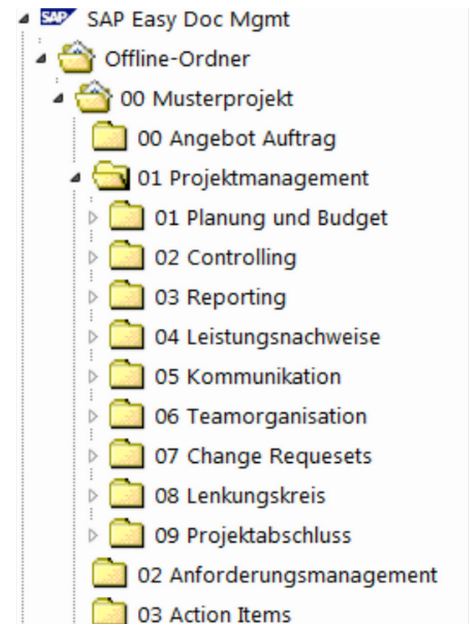 SAP SAP Easy Doc Mgmt
Offline-Ordner
00 Musterprojekt
00 Angebot Auftrag
01 Projektmanagement
01 Planung und Budget
02 Controlling
03 Reporting
04 Leistungsnachweise
05 Kommunikation
06 Teamorganisation
07 Change Requesets
08 Lenkungskreis
09 Projektabschluss
02 Anforderungsmanagement
03 Action Items